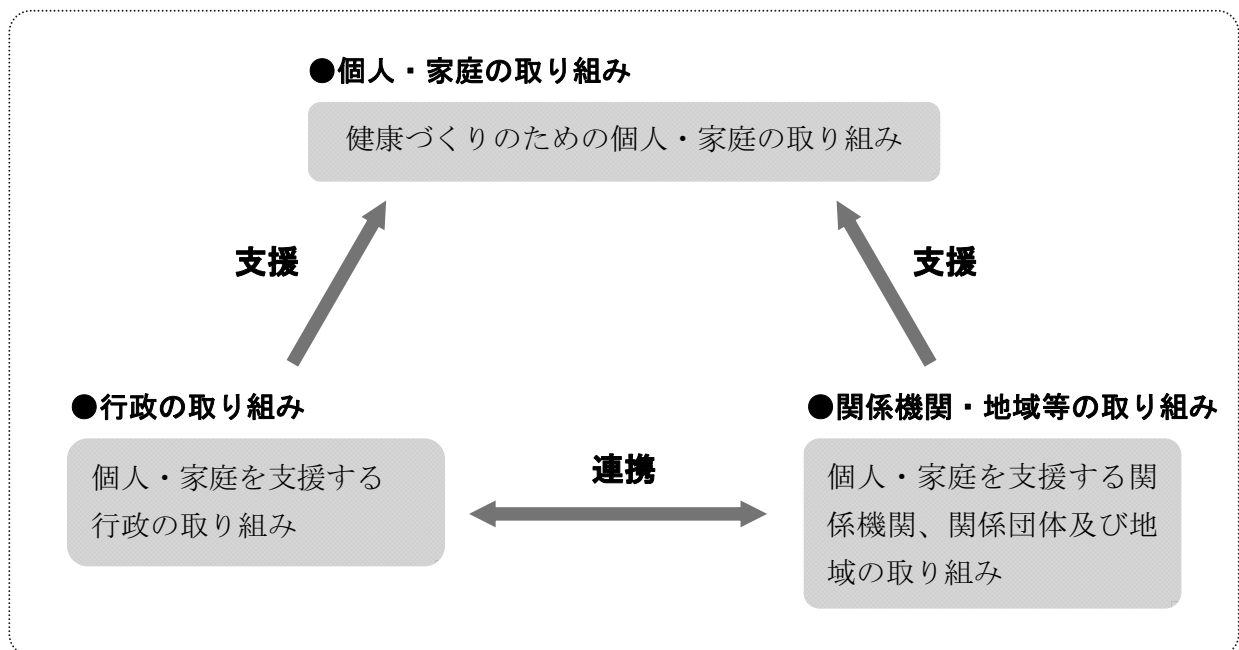 ●個人・家庭の取り組み
健康づくりのための個人・家庭の取り組み
支援
支援
●行政の取り組み
個人・家庭を支援する
行政の取り組み
連携
●関係機関・地域等の取り組み
個人・家庭を支援する関
係機関、関係団体及び地
域の取り組み